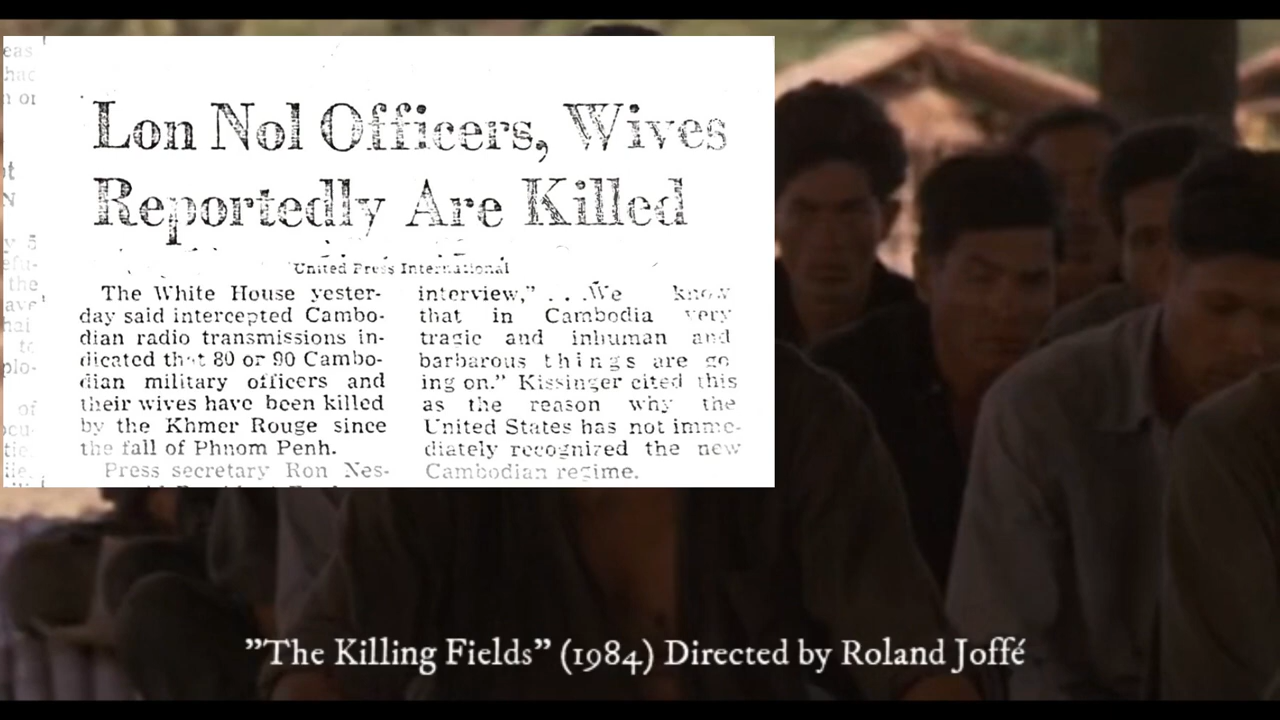 Lon Nol Officers, Wives
Reportedly Are Killed
United Press International
The White House yester-
day said intercepted Cambo-
dian radio transmissions in-
dicated that 80 or 90 Cambo-
dian military officers and
their wives have been killed
by the Khmer Rouge since
the fall of Phnom Penh.
Press secretary Ron Nes-
interview,” . . .We know
that in Cambodia very
tragic and inhuman and
barbarous things are go
ing on.” Kissinger cited this
as the reason why the
United States has not imme-
diately recognized the new
Cambodian regime.
”The Killing Fields” (1984) Directed by Roland Joffé